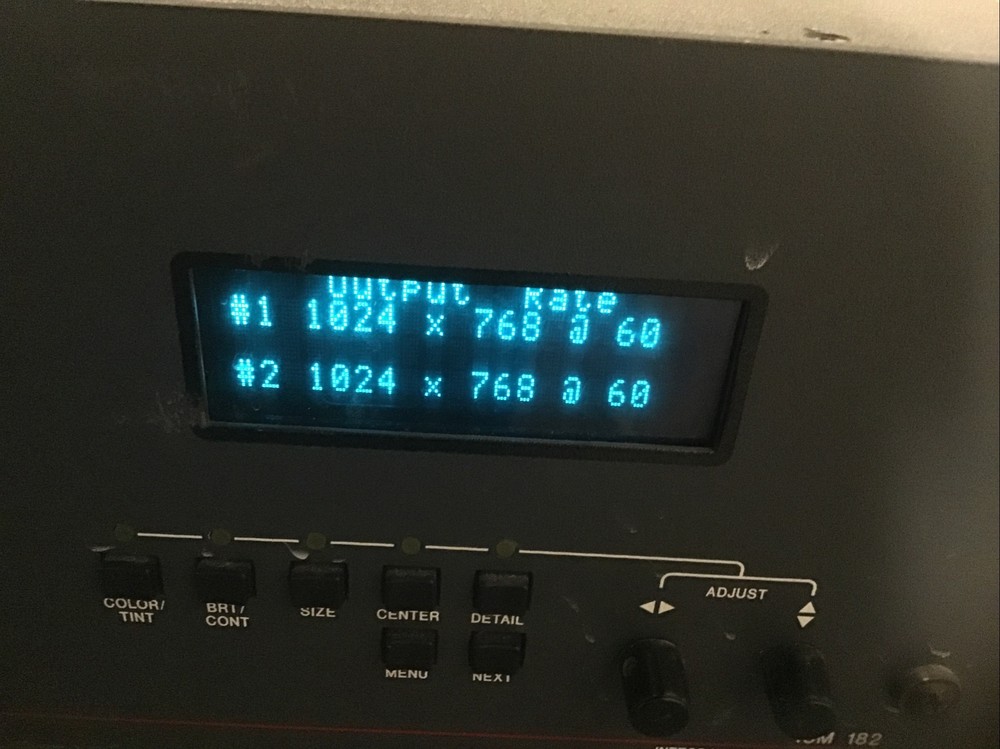 Output Rate
#1 1024 x 768 @ 60
#2 1024 x 768 @ 60
COLOR/
TINT
BRT/
CONT
SIZE
CENTER
DETAIL
ADJUST
MENU
NEXT
182